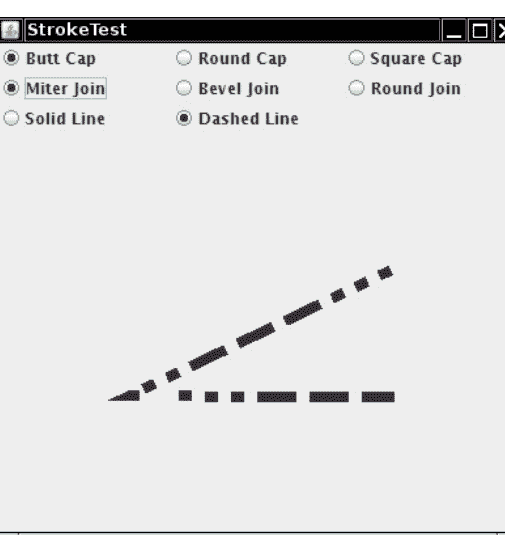 StrokeTest
Butt Cap Round Cap Square Cap
Miter Join Bevel Join Round Join
Solid Line Dashed Line